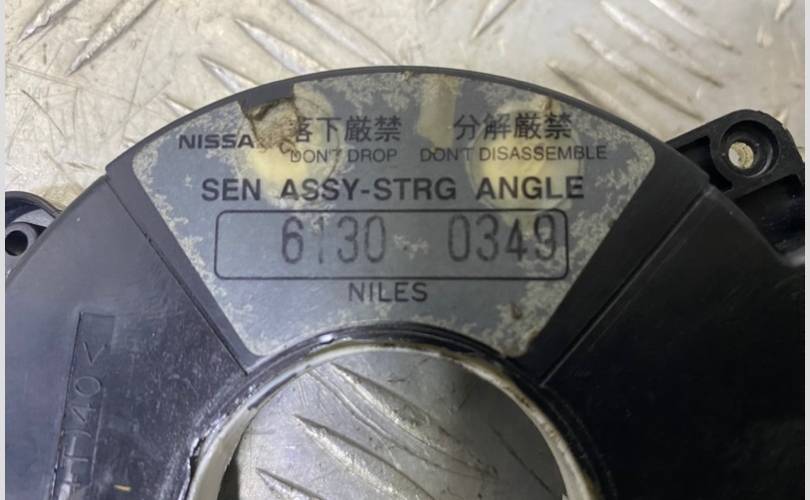 NISSA 落下厳禁 分解厳禁
DON'T DROP DON'T DISASSEMBLE
SEN ASSY-STRG ANGLE
6130 0349
NILES